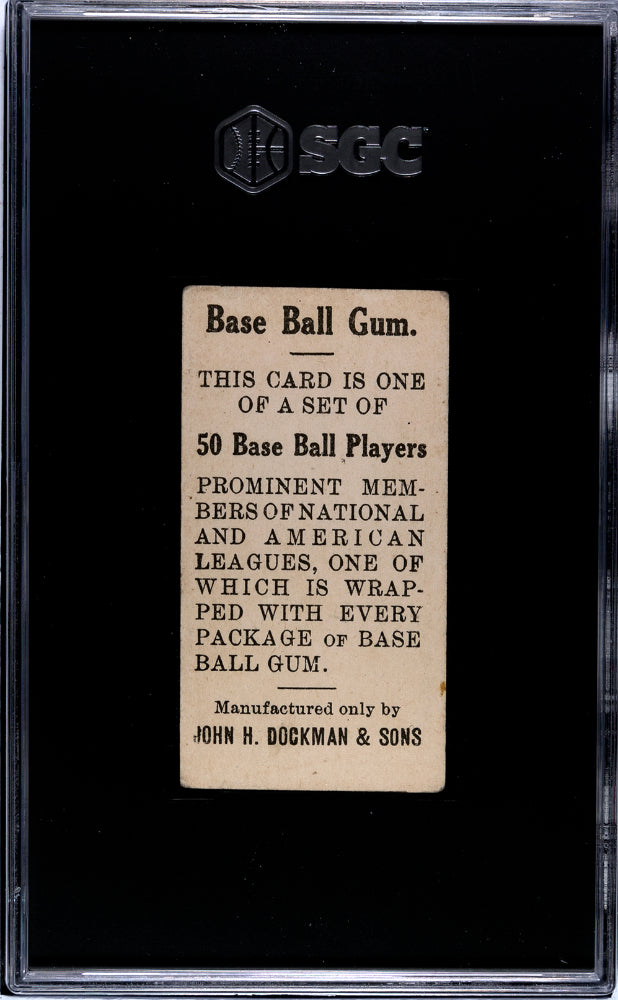 SGC
Base Ball Gum.
THIS CARD IS ONE
OF A SET OF
50 Base Ball Players
PROMINENT MEM-
BERS OF NATIONAL
AND AMERICAN
LEAGUES, ONE OF
WHICH IS WRAP-
PED WITH EVERY
PACKAGE OF BASE
BALL GUM.
Manufactured only by
JOHN H. DOCKMAN & SONS